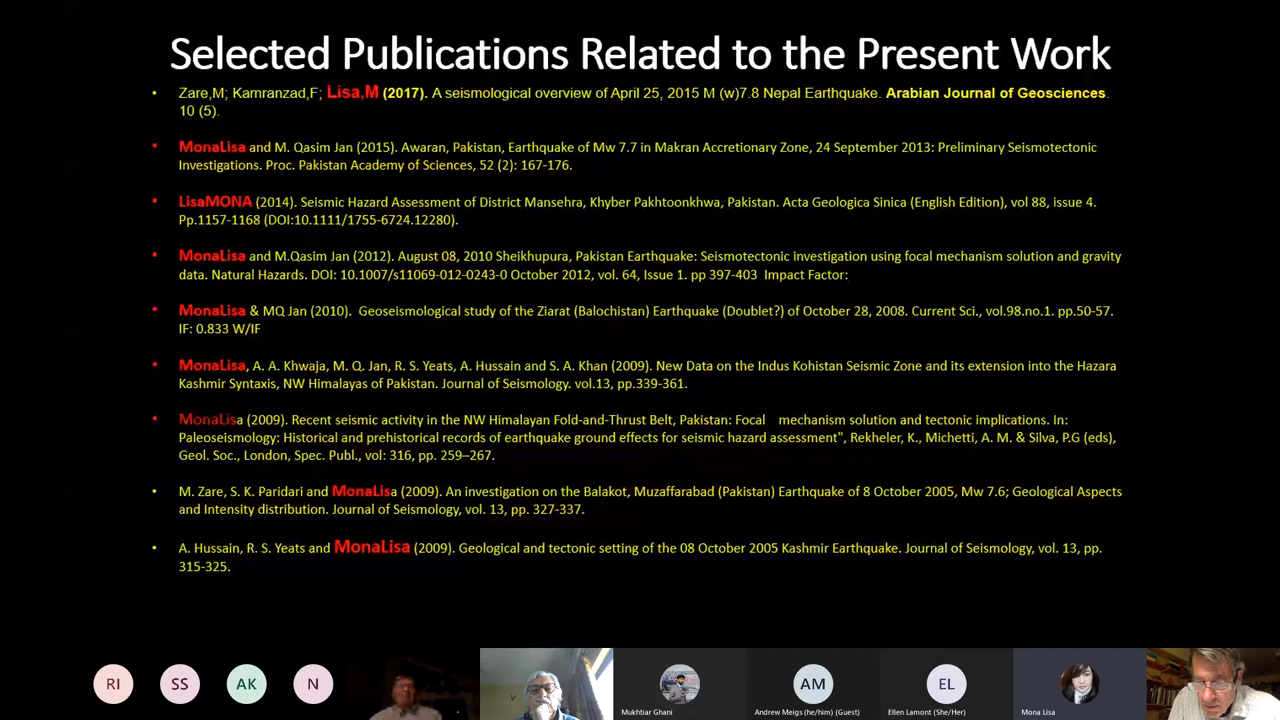 Selected Publications Related to the Present Work
• Zare,M; Kamranzad,F; Lisa,M (2017). A seismological overview of April 25, 2015 M (w)7.8 Nepal Earthquake. Arabian Journal of Geosciences.
10 (5).
• MonaLisa and M. Qasim Jan (2015). Awaran, Pakistan, Earthquake of Mw 7.7 in Makran Accretionary Zone, 24 September 2013: Preliminary Seismotectonic
Investigations. Proc. Pakistan Academy of Sciences, 52 (2): 167-176.
• LisaMONA (2014). Seismic Hazard Assessment of District Mansehra, Khyber Pakhtoonkhwa, Pakistan. Acta Geologica Sinica (English Edition), vol 88, issue 4.
Pp.1157-1168 (DOI:10.1111/1755-6724.12280).
• MonaLisa and M.Qasim Jan (2012). August 08, 2010 Sheikhupura, Pakistan Earthquake: Seismotectonic investigation using focal mechanism solution and gravity
data. Natural Hazards. DOI: 10.1007/s11069-012-0243-0 October 2012, vol. 64, Issue 1. pp 397-403 Impact Factor:
• MonaLisa & MQ Jan (2010). Geoseismological study of the Ziarat (Balochistan) Earthquake (Doublet?) of October 28, 2008. Current Sci., vol.98.no.1. pp.50-57.
IF: 0.833 W/IF
• MonaLisa, A. A. Khwaja, M. Q. Jan, R. S. Yeats, A. Hussain and S. A. Khan (2009). New Data on the Indus Kohistan Seismic Zone and its extension into the Hazara
Kashmir Syntaxis, NW Himalayas of Pakistan. Journal of Seismology. vol.13, pp.339-361.
• MonaLisa (2009). Recent seismic activity in the NW Himalayan Fold-and-Thrust Belt, Pakistan: Focal mechanism solution and tectonic implications. In:
Paleoseismology: Historical and prehistorical records of earthquake ground effects for seismic hazard assessment", Rekheler, K., Michetti, A. M. & Silva, P.G (eds),
Geol. Soc., London, Spec. Publ., vol: 316, pp. 259–267.
• M. Zare, S. K. Paridari and MonaLisa (2009). An investigation on the Balakot, Muzaffarabad (Pakistan) Earthquake of 8 October 2005, Mw 7.6; Geological Aspects
and Intensity distribution. Journal of Seismology, vol. 13, pp. 327-337.
• A. Hussain, R. S. Yeats and MonaLisa (2009). Geological and tectonic setting of the 08 October 2005 Kashmir Earthquake. Journal of Seismology, vol. 13, pp.
315-325.
RI SS AK N AM EL
Mukhtiar Ghani Andrew Meigs (he/him) (Guest) Ellen Lamont (She/Her) Mona Lisa